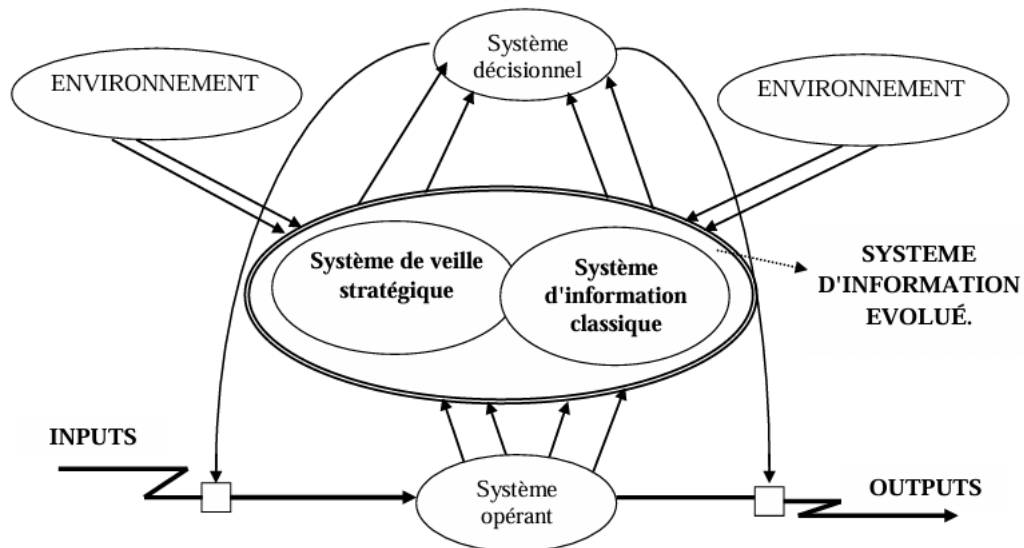 Système
décisionnel
ENVIRONNEMENT
ENVIRONNEMENT
Système de veille
stratégique
Système
d'information
classique
SYSTEME
D'INFORMATION
EVOLUÉ.
INPUTS
Système
opérant
OUTPUTS